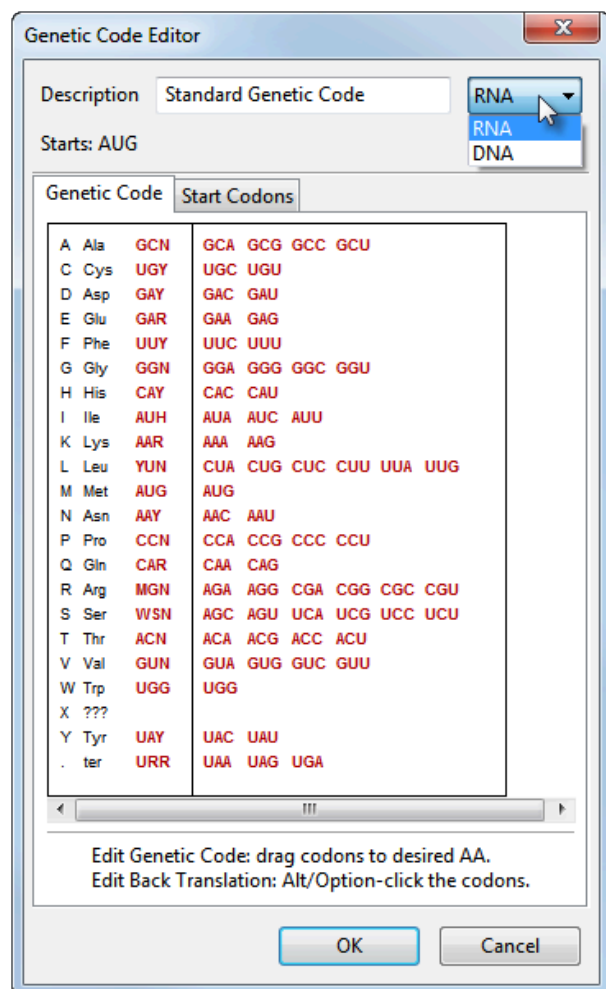 Genetic Code Editor
Description Standard Genetic Code RNA
RNA
Starts: AUG
DNA
Genetic Code Start Codons
A Ala GCN GCA GCG GCC GCU
C Cys UGY UGC UGU
D Asp GAY GAC GAU
E Glu GAR GAA GAG
F Phe UUY UUC UUU
G Gly GGN GGA GGG GGC GGU
H His CAY CAC CAU
I Ile AUH AUA AUC AUU
K Lys AAR AAA AAG
L Leu YUN CUA CUG CUC CUU UUA UUG
M Met AUG AUG
N Asn AAY AAC AAU
P Pro CCN CCA CCG CCC CCU
Q Gln CAR CAA CAG
R Arg MGN AGA AGG CGA CGG CGC CGU
S Ser WSN AGC AGU UCA UCG UCC UCU
T Thr ACN ACA ACG ACC ACU
V Val GUN GUA GUG GUC GUU
W Trp UGG UGG
X ???
Y Tyr UAY UAC UAU
. ter URR UAA UAG UGA
Edit Genetic Code: drag codons to desired AA.
Edit Back Translation: Alt/Option-click the codons.
OK Cancel